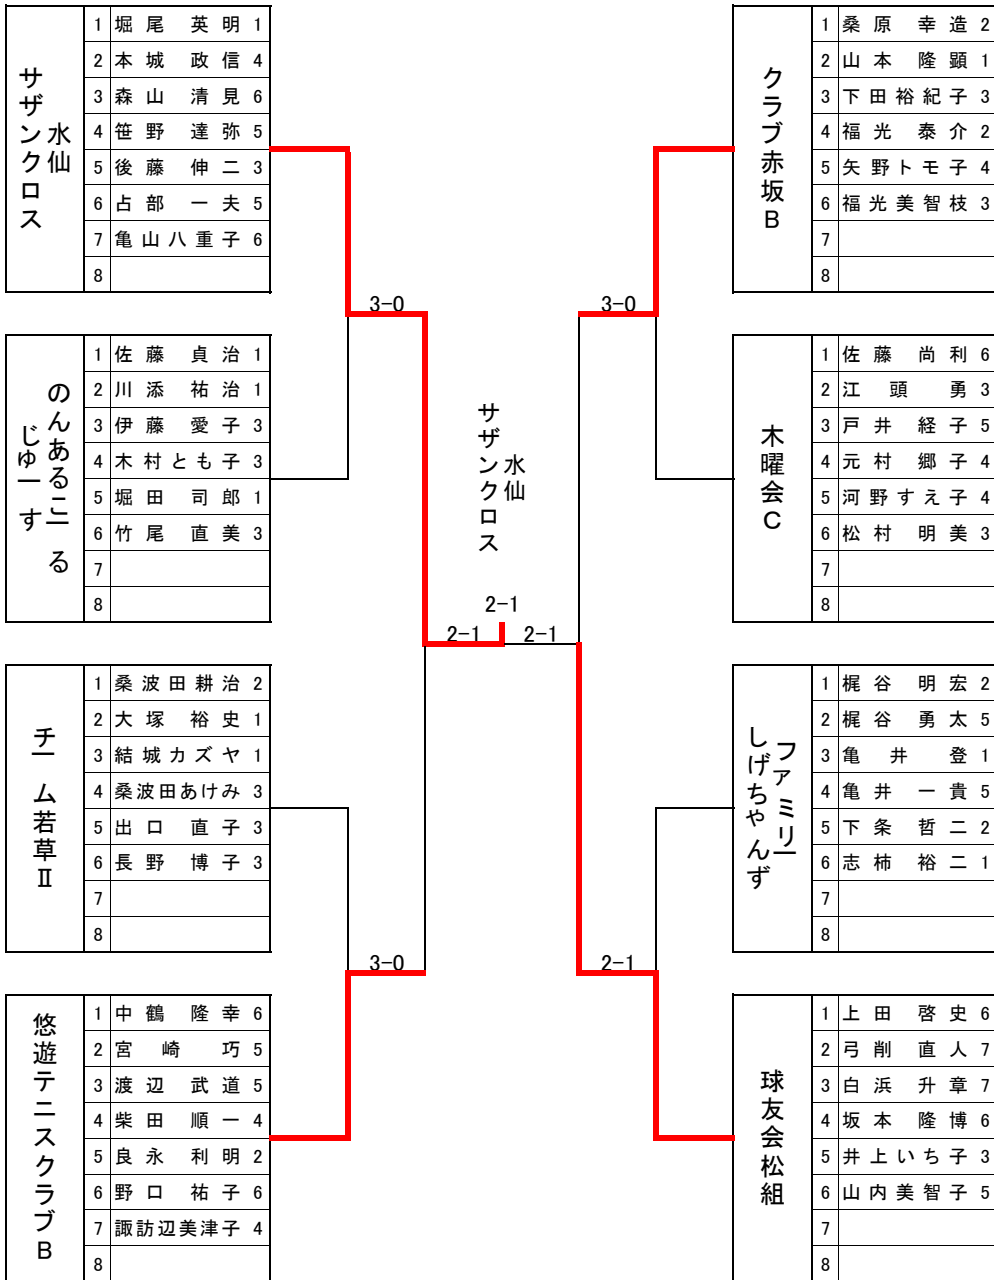 サザンクロス
水仙
1 堀尾 英明 1
2 本城 政信 4
3 森山 清見 6
4 笹野 達弥 5
5 後藤 伸二 3
6 占部 一夫 5
7 亀山八重子 6
8
のんあるこーる
じゅーす
1 佐藤 貞治 1
2 川添 祐治 1
3 伊藤 愛子 3
4 木村とも子 3
5 堀田 司郎 1
6 竹尾 直美 3
7
8
チーム若草Ⅱ
1 桑波田耕治 2
2 大塚 裕史 1
3 結城カズヤ 1
4 桑波田あけみ 3
5 出口 直子 3
6 長野 博子 3
7
8
悠遊テニスクラブB
1 中鶴 隆幸 6
2 宮崎 巧 5
3 渡辺 武道 5
4 柴田 順一 4
5 良永 利明 2
6 野口 祐子 6
7 諏訪辺美津子 4
8
3-0
3-0
2-1
サザンクロス
水仙
2-1
2-1
3-0
2-1
クラブ赤坂B
1 桑原 幸造 2
2 山本 隆顕 1
3 下田裕紀子 3
4 福光 泰介 2
5 矢野トモ子 4
6 福光美智枝 3
7
8
木曜会C
1 佐藤 尚利 6
2 江頭 勇 3
3 戸井 経子 5
4 元村 郷子 4
5 河野すえ子 4
6 松村 明美 3
7
8
しげちゃんず
ファミリー
1 梶谷 明宏 2
2 梶谷 勇太 5
3 亀井 登 1
4 亀井 一貴 5
5 下条 哲二 2
6 志柿 裕二 1
7
8
球友会松組
1 上田 啓史 6
2 弓削 直人 7
3 白浜 升章 7
4 坂本 隆博 6
5 井上いち子 3
6 山内美智子 5
7
8